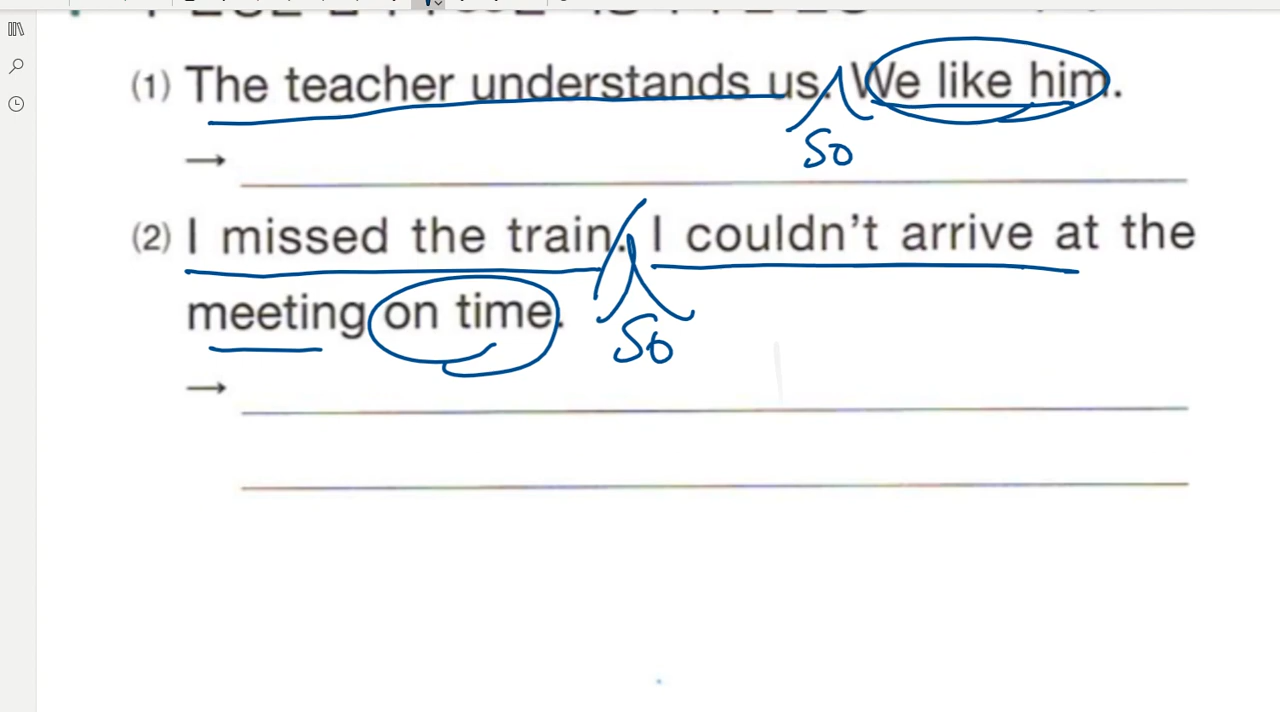 (1) The teacher understands us. We like him.
so
→
(2) I missed the train. I couldn't arrive at the
meeting on time.
so
→